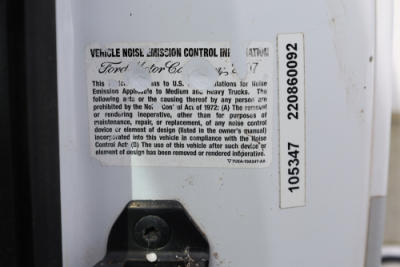 VEHICLE NOISE EMISSION CONTROL INFORMATION
Ford Motor Co
This to U.S. for Noise
Emission Applicable to Medium and Heavy Trucks. The
following acts or the causing thereof by any person are
prohibited by the Noise Control Act of 1972: (A) The removal
or rendering inoperative, other than for purposes of
maintenance, repair, or replacement, of any noise control
device or element of design (listed in the owner's manual)
incorporated into this vehicle in compliance with the Noise
Control Act; (B) The use of this vehicle after such device or
element of design has been removed or rendered inoperative.
105347 220860092